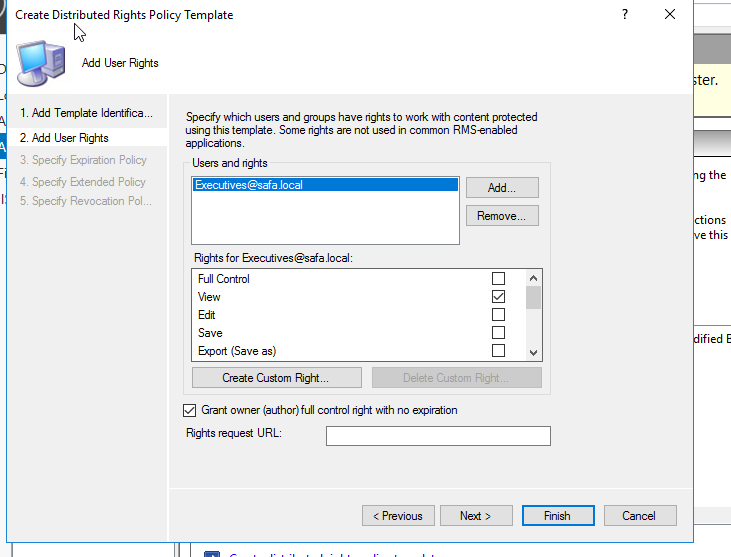 Create Distributed Rights Policy Template
?
Add User Rights
1. Add Template Identifica...
2. Add User Rights
3. Specify Expiration Policy
4. Specify Extended Policy
5. Specify Revocation Pol...
Specify which users and groups have rights to work with content protected
using this template. Some rights are not used in common RMS-enabled
applications.
Users and rights
Executives@safa.local
Add...
Remove...
Rights for Executives@safa.local:
Full Control
View
Edit
Save
Export (Save as)
Create Custom Right...
Delete Custom Right...
Grant owner (author) full control right with no expiration
Rights request URL:
< Previous
Next >
Finish
Cancel
ster.
ng the
ctions
ve this
dified E